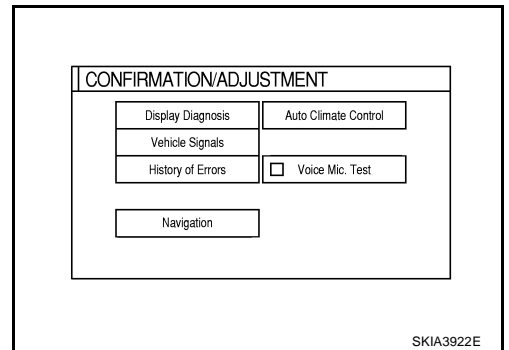 CONFIRMATION/ADJUSTMENT
Display Diagnosis
Auto Climate Control
Vehicle Signals
History of Errors
Voice Mic. Test
Navigation
SKIA3922E